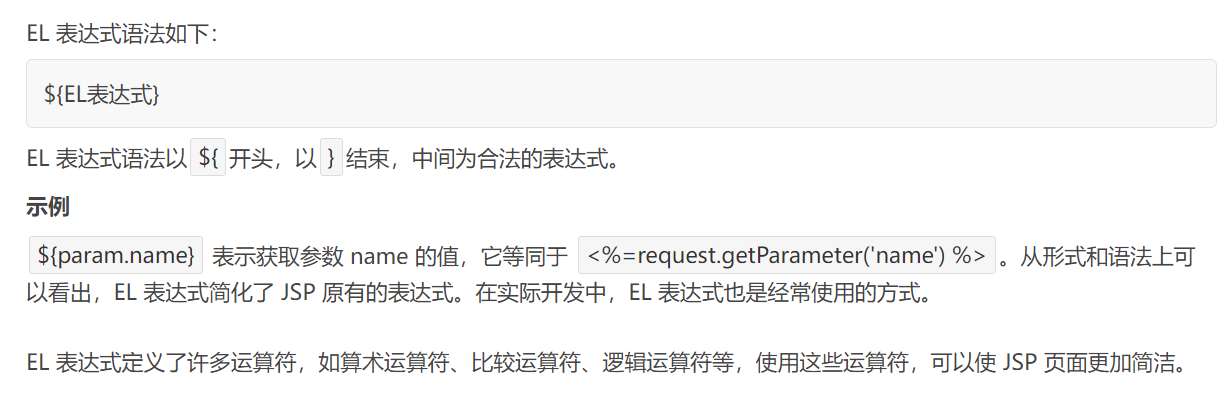 EL 表达式语法如下：
${EL表达式}
EL 表达式语法以 ${ 开头，以 } 结束，中间为合法的表达式。
示例
${param.name} 表示获取参数 name 的值，它等同于 <%=request.getParameter('name') %> 。从形式和语法上可
以看出，EL 表达式简化了 JSP 原有的表达式。在实际开发中，EL 表达式也是经常使用的方式。
EL 表达式定义了许多运算符，如算术运算符、比较运算符、逻辑运算符等，使用这些运算符，可以使 JSP 页面更加简洁。